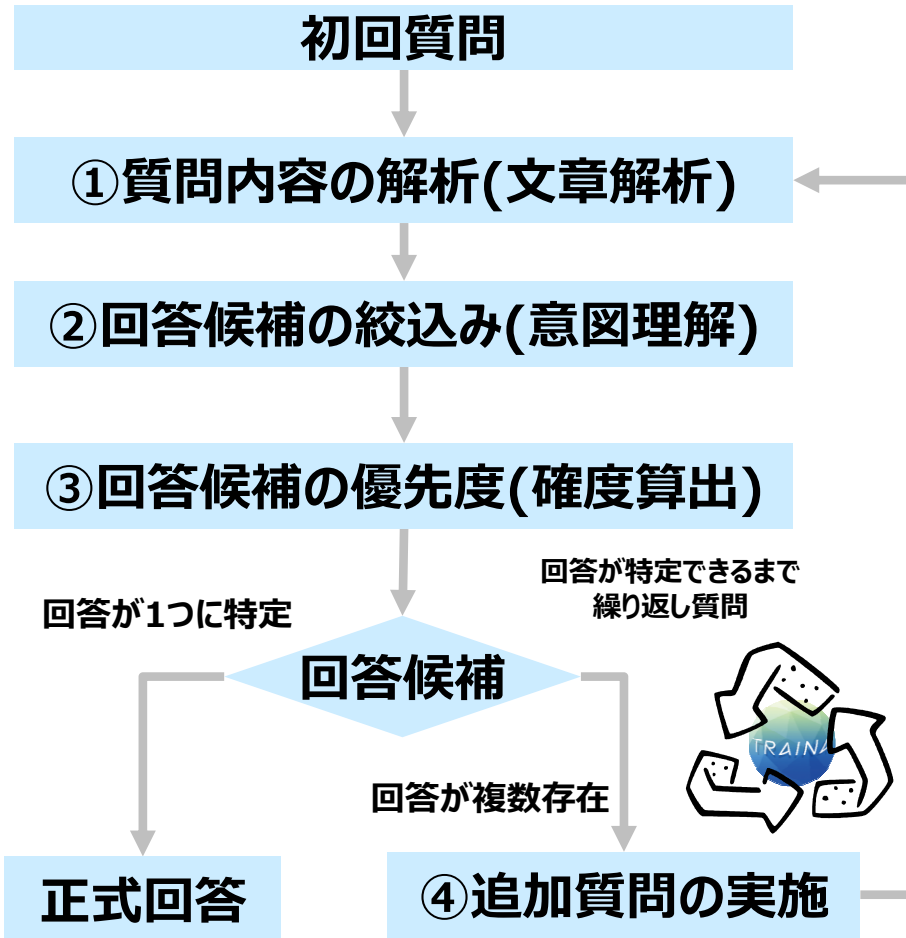 初回質問
①質問内容の解析(文章解析)
②回答候補の絞込み(意図理解)
③回答候補の優先度(確度算出)
回答が特定できるまで
繰り返し質問
回答が1つに特定
回答候補
TRAINA
回答が複数存在
正式回答
④追加質問の実施